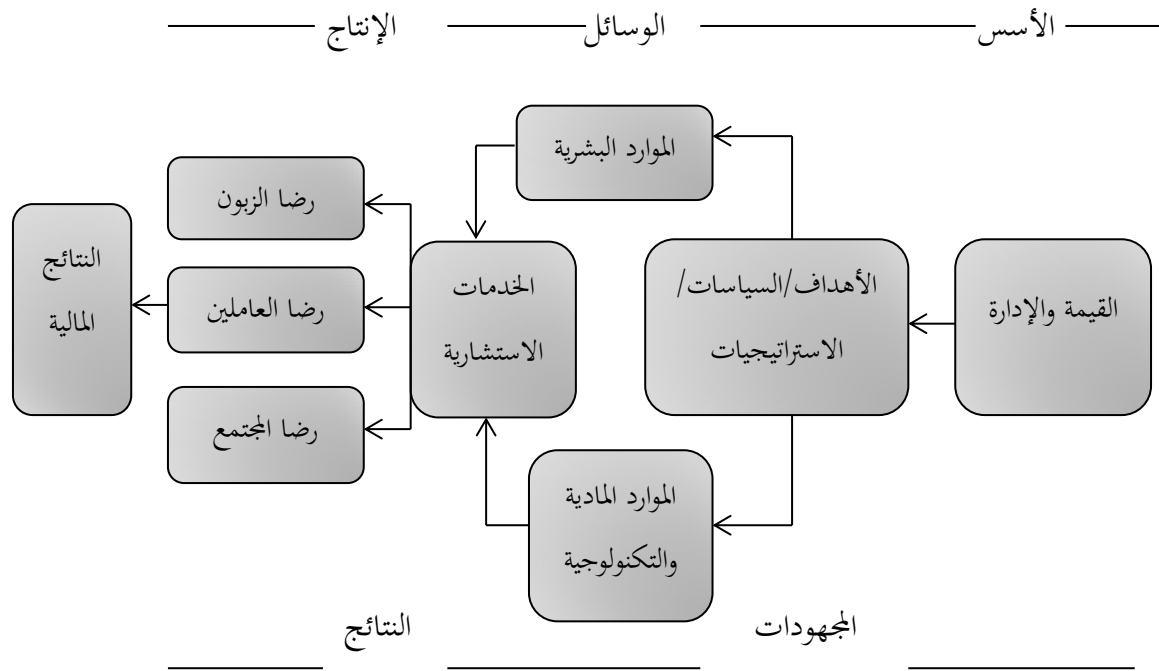 الأسس
الوسائل
الإنتاج
الموارد البشرية
رضا الزبون
القيمة والإدارة
الأهداف/السياسات/
الاستراتيجيات
الخدمات
الاستشارية
رضا العاملين
النتائج
المالية
رضا المجتمع
الموارد المادية
والتكنولوجية
المجهودات
النتائج